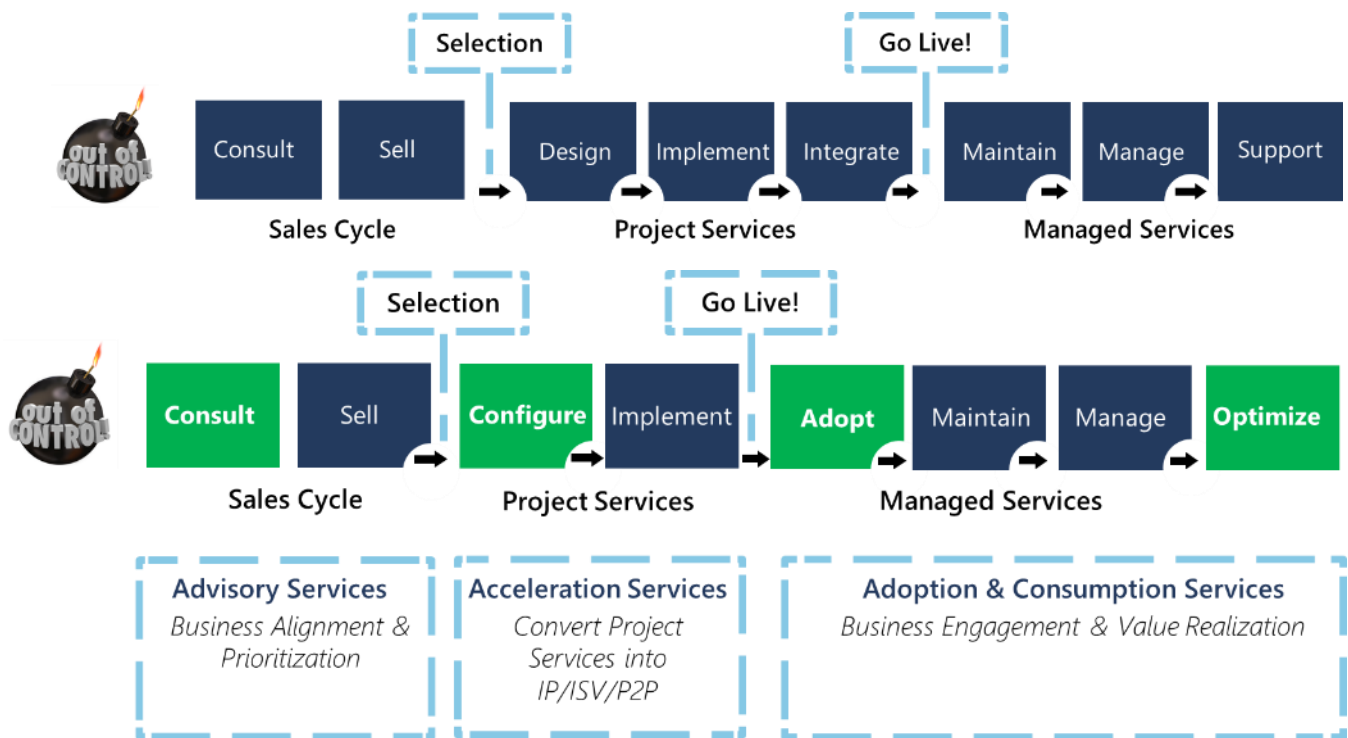 Selection
Go Live!
out of
CONTROL!
Consult
Sell
Design
Implement
Integrate
Maintain
Manage
Support
Sales Cycle
Project Services
Managed Services
Selection
Go Live!
out of
CONTROL!
Consult
Sell
Configure
Implement
Adopt
Maintain
Manage
Optimize
Sales Cycle
Project Services
Managed Services
Advisory Services
Business Alignment &
Prioritization
Acceleration Services
Convert Project
Services into
IP/ISV/P2P
Adoption & Consumption Services
Business Engagement & Value Realization